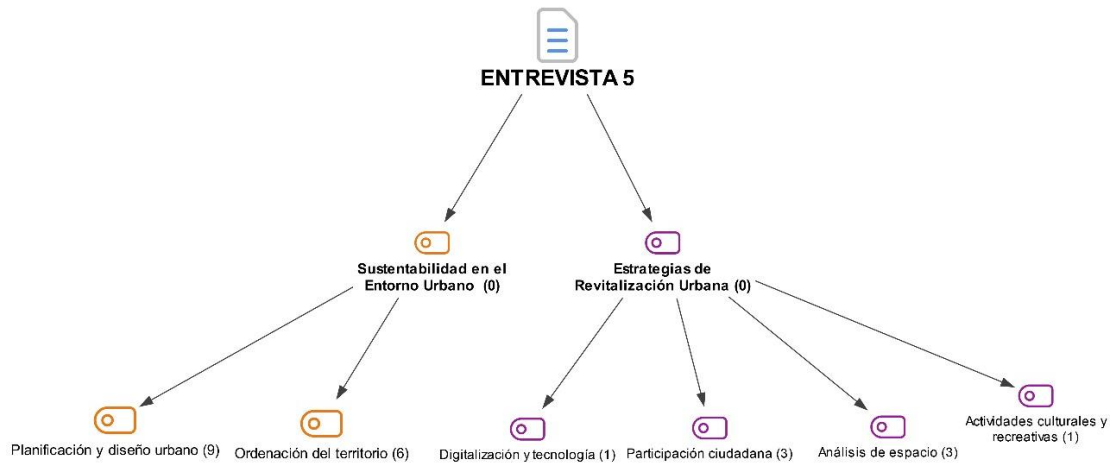 ENTREVISTA 5
Sustentabilidad en el
Entorno Urbano (0)
Estrategias de
Revitalización Urbana (0)
Planificación y diseño urbano (9)
Ordenación del territorio (6)
Digitalización y tecnología (1)
Participación ciudadana (3)
Análisis de espacio (3)
Actividades culturales y
recreativas (1)